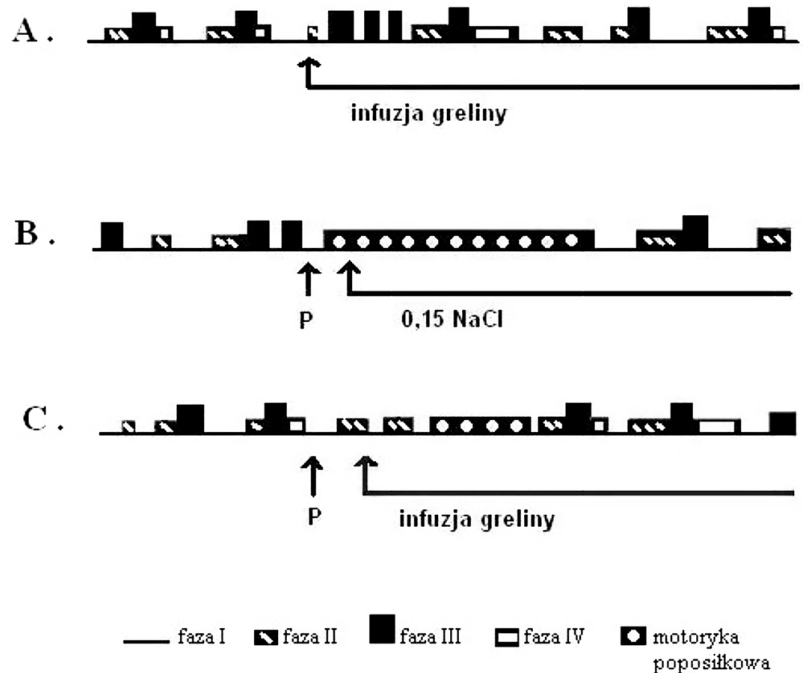 A .
infuzja greliny
B .
P
0,15 NaCl
C .
P
infuzja greliny
faza I
faza II
faza III
faza IV
motoryka
poposiłkowa